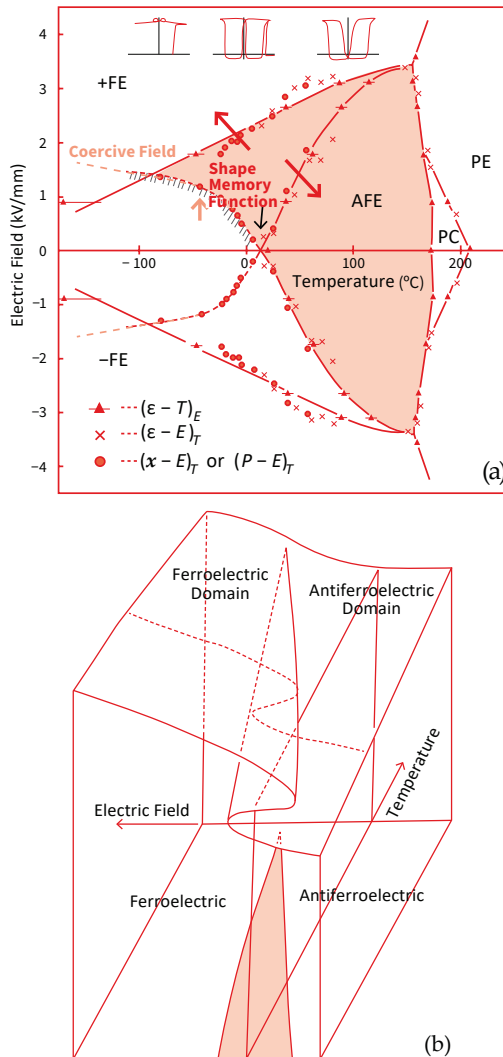 4
3
2
1
0
−1
−2
−3
−4
Electric Field (kV/mm)
+FE
Coercive Field
Shape
Memory
Function
AFE
PE
PC
−100
0
100
200
Temperature (°C)
−FE
(ε − T)E
(ε − E)T
(x − E)T or (P − E)T
(a)
Ferroelectric
Domain
Antiferroelectric
Domain
Temperature
Electric Field
Ferroelectric
Antiferroelectric
(b)